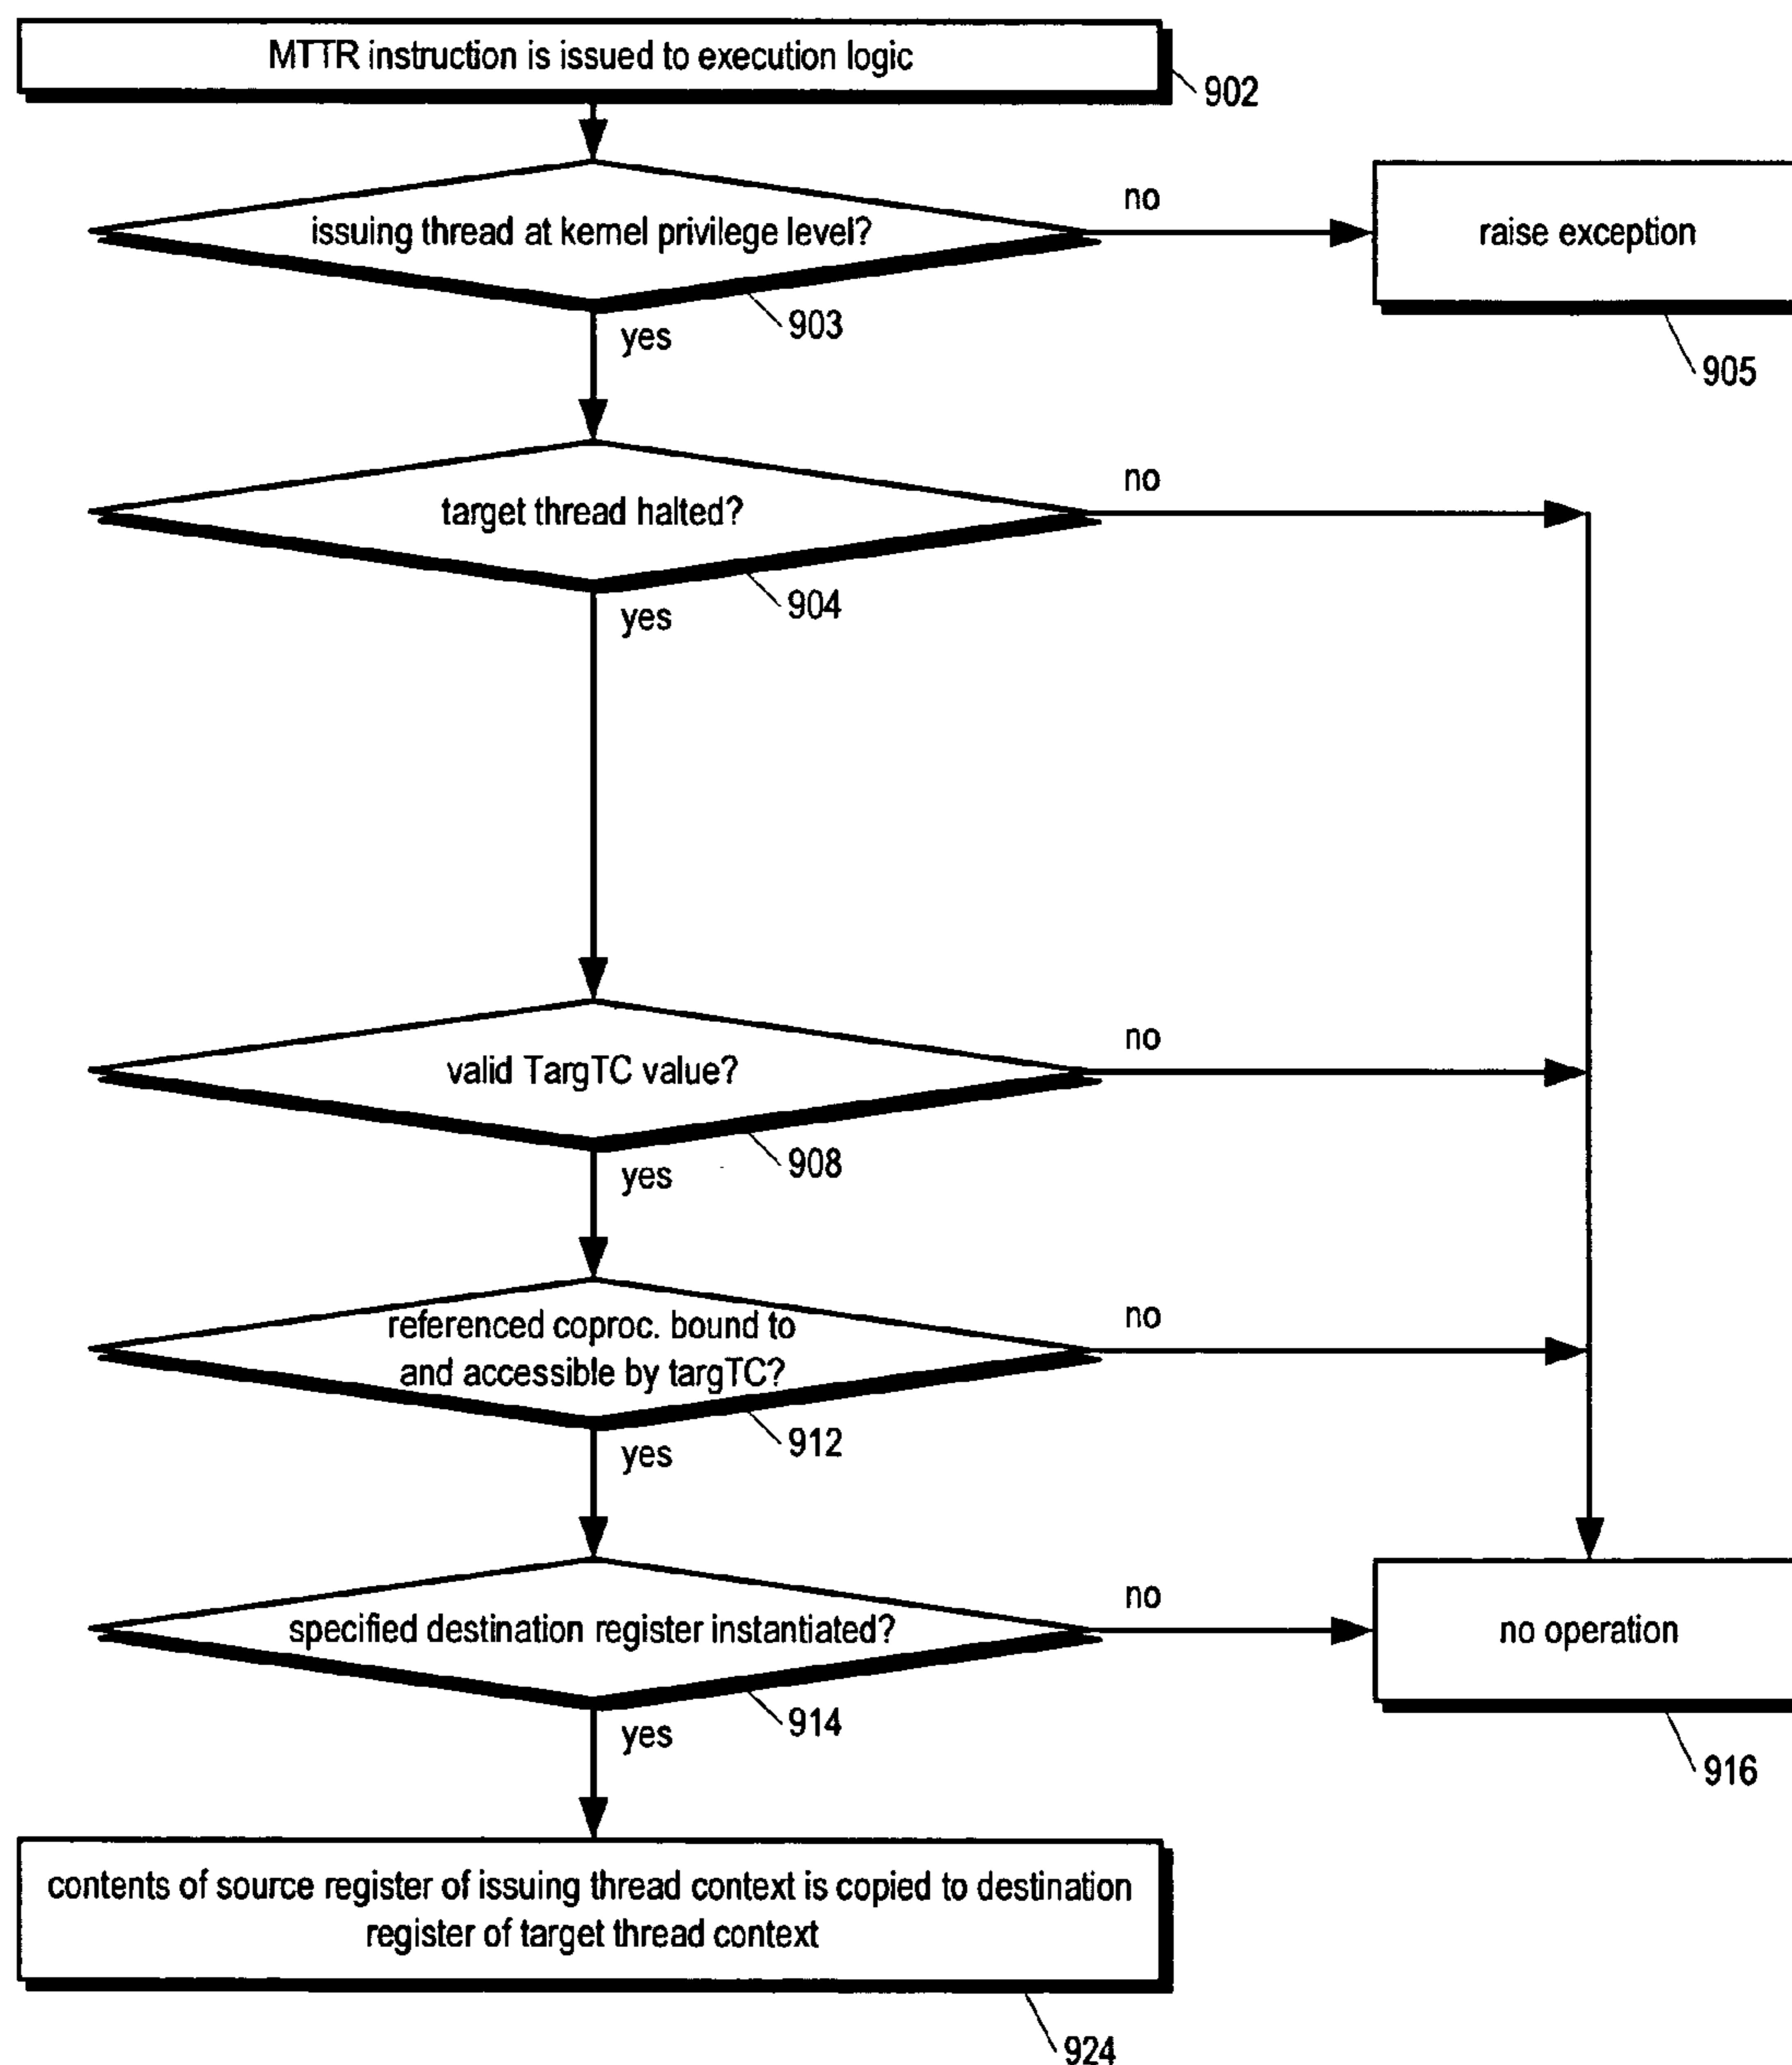 MTTR instruction is issued to execution logic
902
issuing thread at kernel privilege level?
no
raise exception
903
yes
905
target thread halted?
no
904
yes
valid TargTC value?
no
908
yes
referenced coproc. bound to
and accessible by targTC?
no
912
yes
specified destination register instantiated?
no
no operation
914
yes
916
contents of source register of issuing thread context is copied to destination
register of target thread context
924